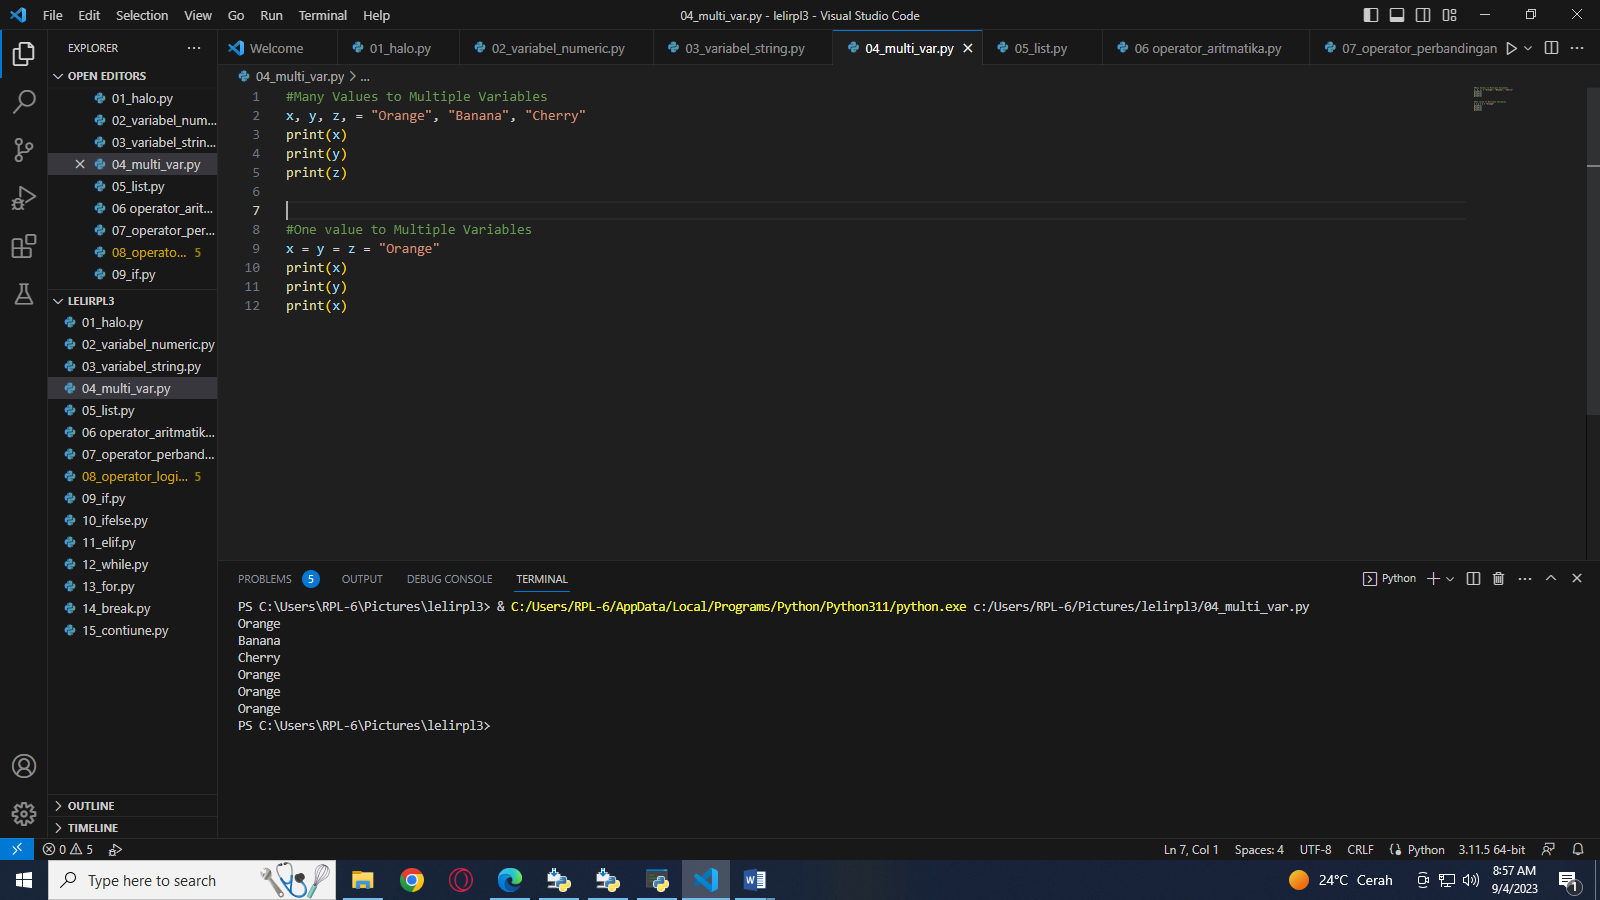 File Edit Selection View Go Run Terminal Help
04_multi_var.py - lelirpl3 - Visual Studio Code
EXPLORER
OPEN EDITORS
01_halo.py
02_variabel_num...
03_variabel_strin...
04_multi_var.py
05_list.py
06 operator_arit...
07_operator_per...
08_operato... 5
09_if.py
LELIRPL3
01_halo.py
02_variabel_numeric.py
03_variabel_string.py
04_multi_var.py
05_list.py
06 operator_aritmatik...
07_operator_perband...
08_operator_logi... 5
09_if.py
10_ifelse.py
11_elif.py
12_while.py
13_for.py
14_break.py
15_contiune.py
OUTLINE
TIMELINE
Welcome 01_halo.py 02_variabel_numeric.py 03_variabel_string.py 04_multi_var.py 05_list.py 06 operator_aritmatika.py 07_operator_perbandingan
04_multi_var.py > ...
1 #Many Values to Multiple Variables
2 x, y, z, = "Orange", "Banana", "Cherry"
3 print(x)
4 print(y)
5 print(z)
6
7
8 #One value to Multiple Variables
9 x = y = z = "Orange"
10 print(x)
11 print(y)
12 print(x)
PROBLEMS 5 OUTPUT DEBUG CONSOLE TERMINAL
Python
PS C:\Users\RPL-6\Pictures\lelirpl3> & C:/Users/RPL-6/AppData/Local/Programs/Python/Python311/python.exe c:/Users/RPL-6/Pictures/lelirpl3/04_multi_var.py
Orange
Banana
Cherry
Orange
Orange
Orange
PS C:\Users\RPL-6\Pictures\lelirpl3>
0 5
Ln 7, Col 1 Spaces: 4 UTF-8 CRLF Python 3.11.5 64-bit
Type here to search
24°C Cerah
8:57 AM
9/4/2023
1